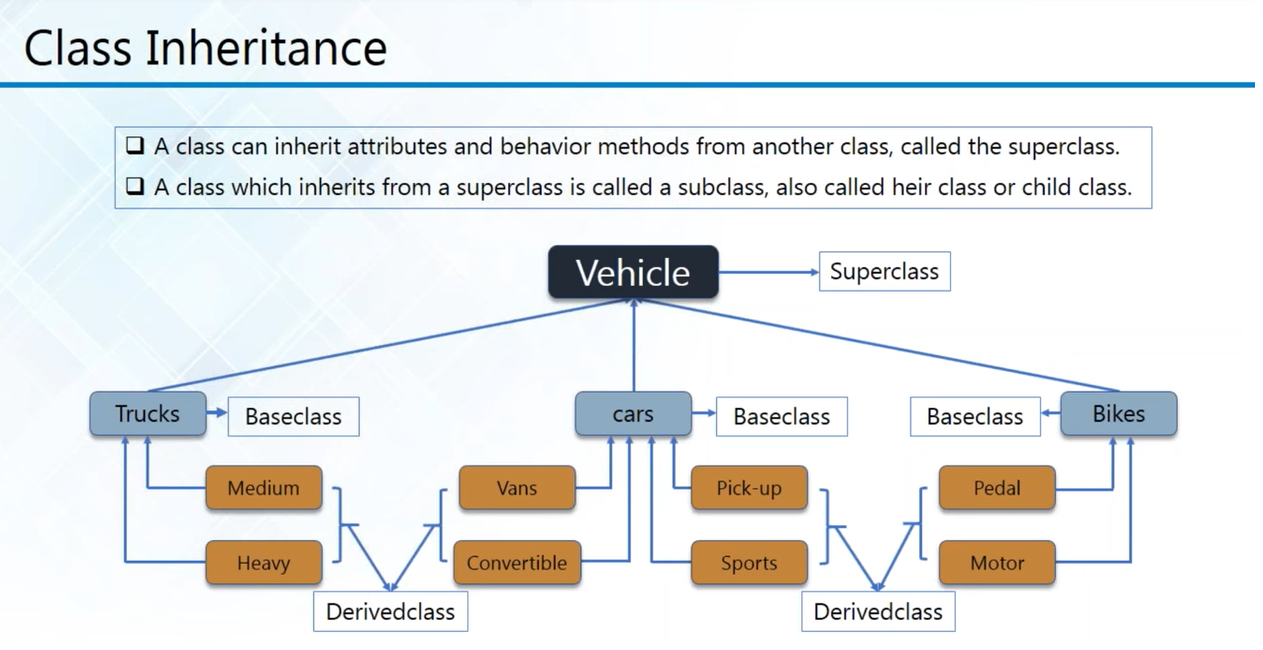 Class Inheritance
A class can inherit attributes and behavior methods from another class, called the superclass.
A class which inherits from a superclass is called a subclass, also called heir class or child class.
Vehicle
Superclass
Trucks
Baseclass
cars
Baseclass
Baseclass
Bikes
Medium
Vans
Pick-up
Pedal
Heavy
Convertible
Sports
Motor
Derivedclass
Derivedclass